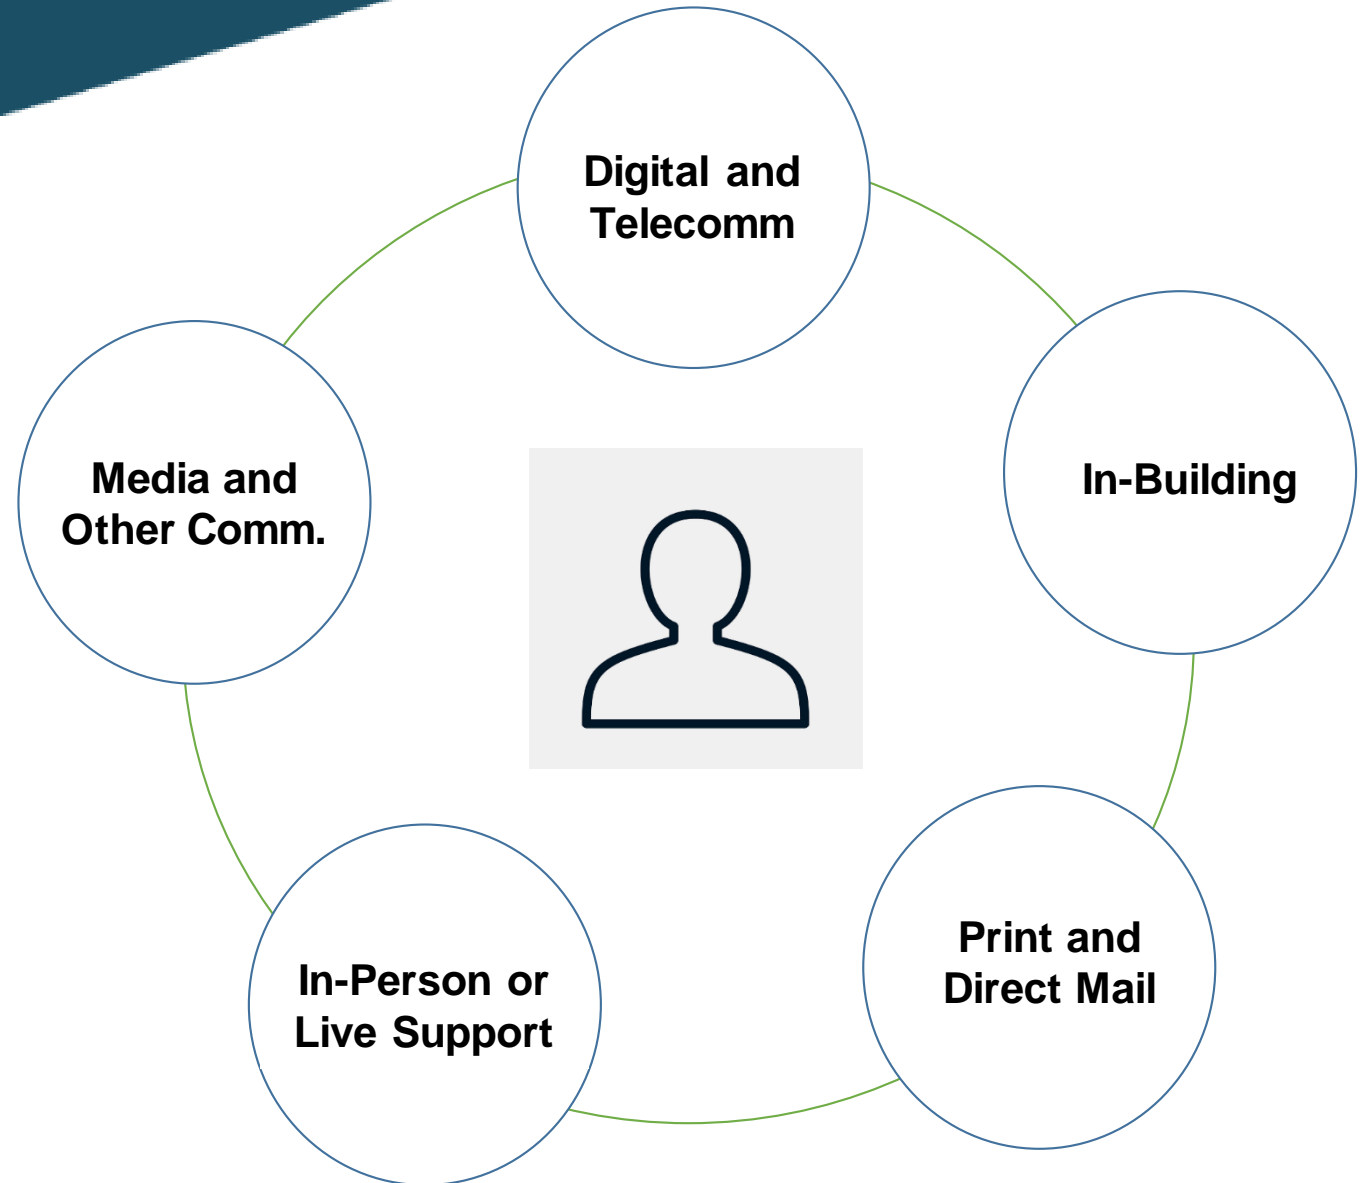 Digital and
Telecomm
In-Building
Print and
Direct Mail
In-Person or
Live Support
Media and
Other Comm.